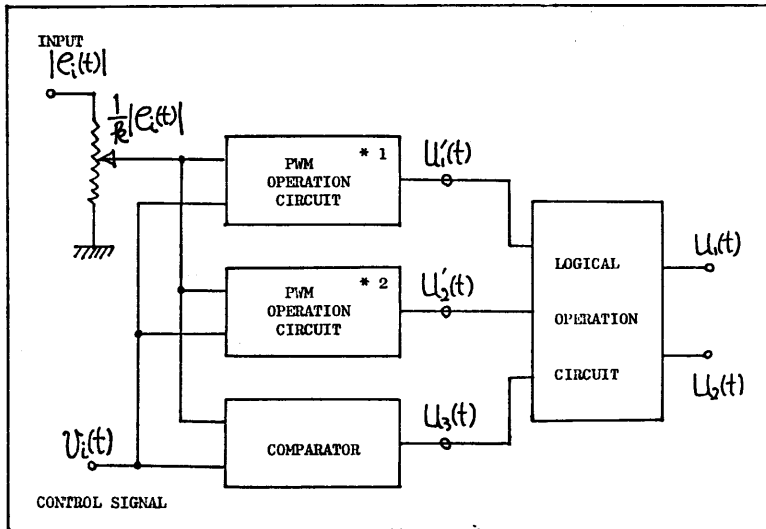 INPUT
|e_i(t)|
1/k |e_i(t)|
PWM * 1
OPERATION
CIRCUIT
u_1'(t)
PWM * 2
OPERATION
CIRCUIT
u_2'(t)
COMPARATOR
u_3(t)
LOGICAL
OPERATION
CIRCUIT
u_1(t)
u_2(t)
v_i(t)
CONTROL SIGNAL